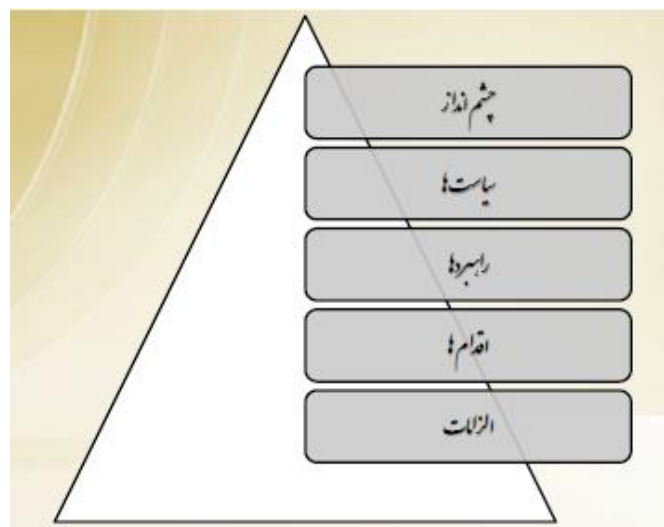 چشم انداز
سیاست‌ها
راهبردها
اقدام‌ها
الزامات